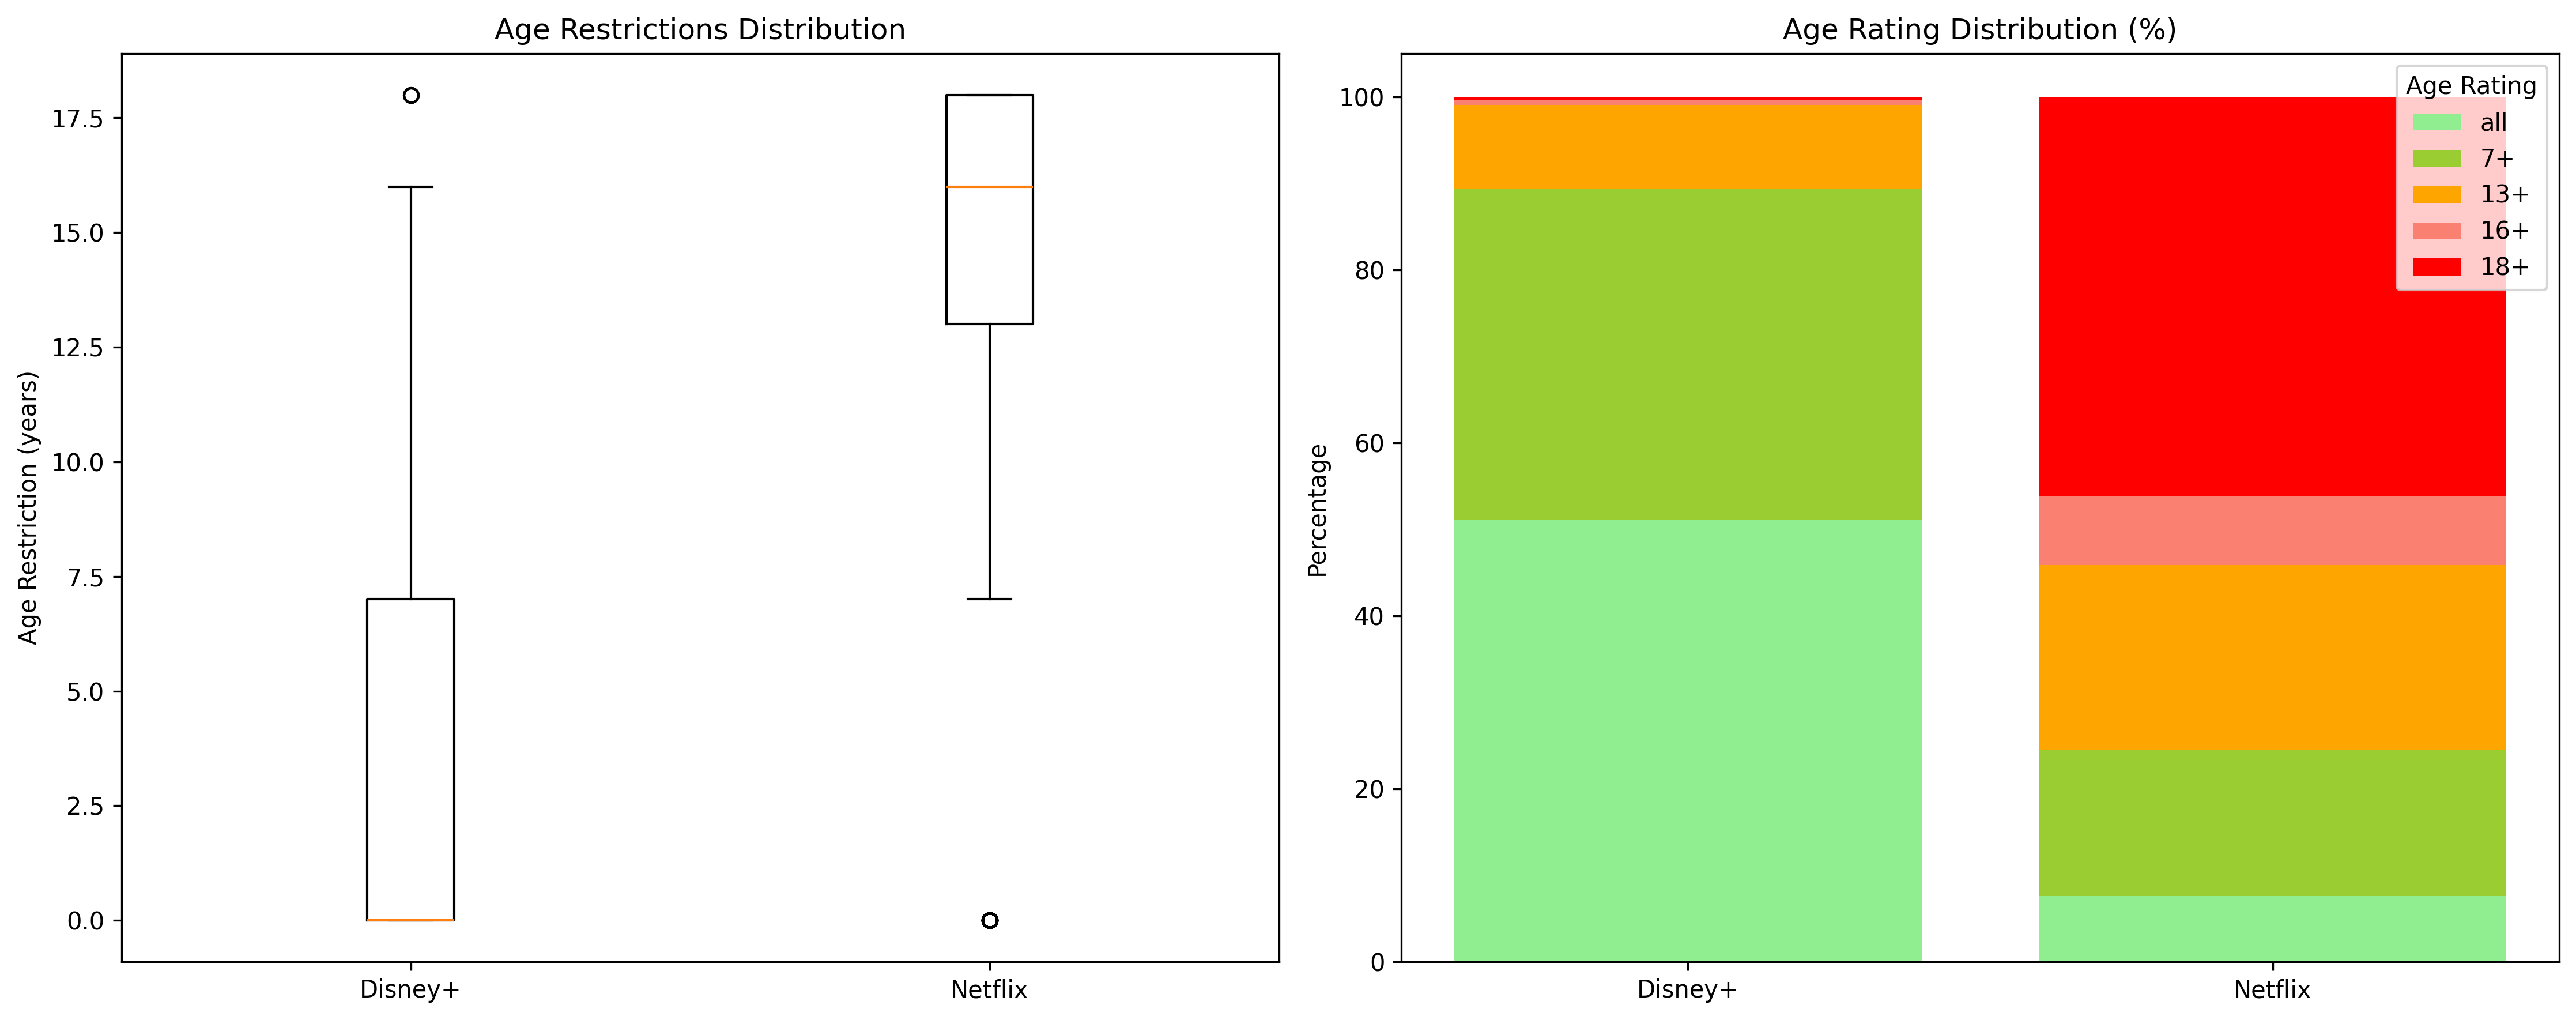 Age Restrictions Distribution
Age Restriction (years)
17.5
15.0
12.5
10.0
7.5
5.0
2.5
0.0
Disney+
Netflix
Age Rating Distribution (%)
Percentage
100
80
60
40
20
0
Disney+
Netflix
Age Rating
all
7+
13+
16+
18+